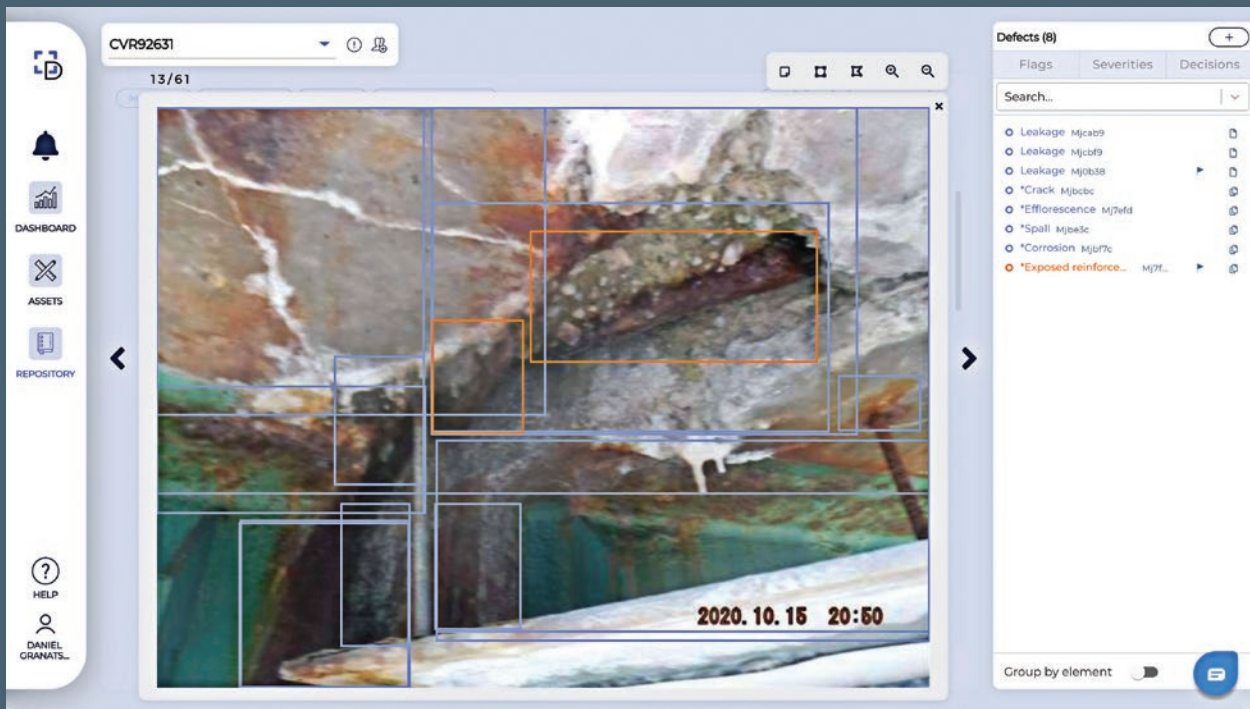 CVR92631
13/61
D
DASHBOARD
ASSETS
REPOSITORY
HELP
DANIEL
GRANATS...
2020.10.15 20:50
Defects (8)
Flags Severities Decisions
Search...
Leakage Mjcab9
Leakage Mjcbf9
Leakage Mj0b38
*Crack Mjbcbc
*Efflorescence Mj7efd
*Spall Mjbe3c
*Corrosion Mjbf7c
*Exposed reinforce... Mj7f...
Group by element